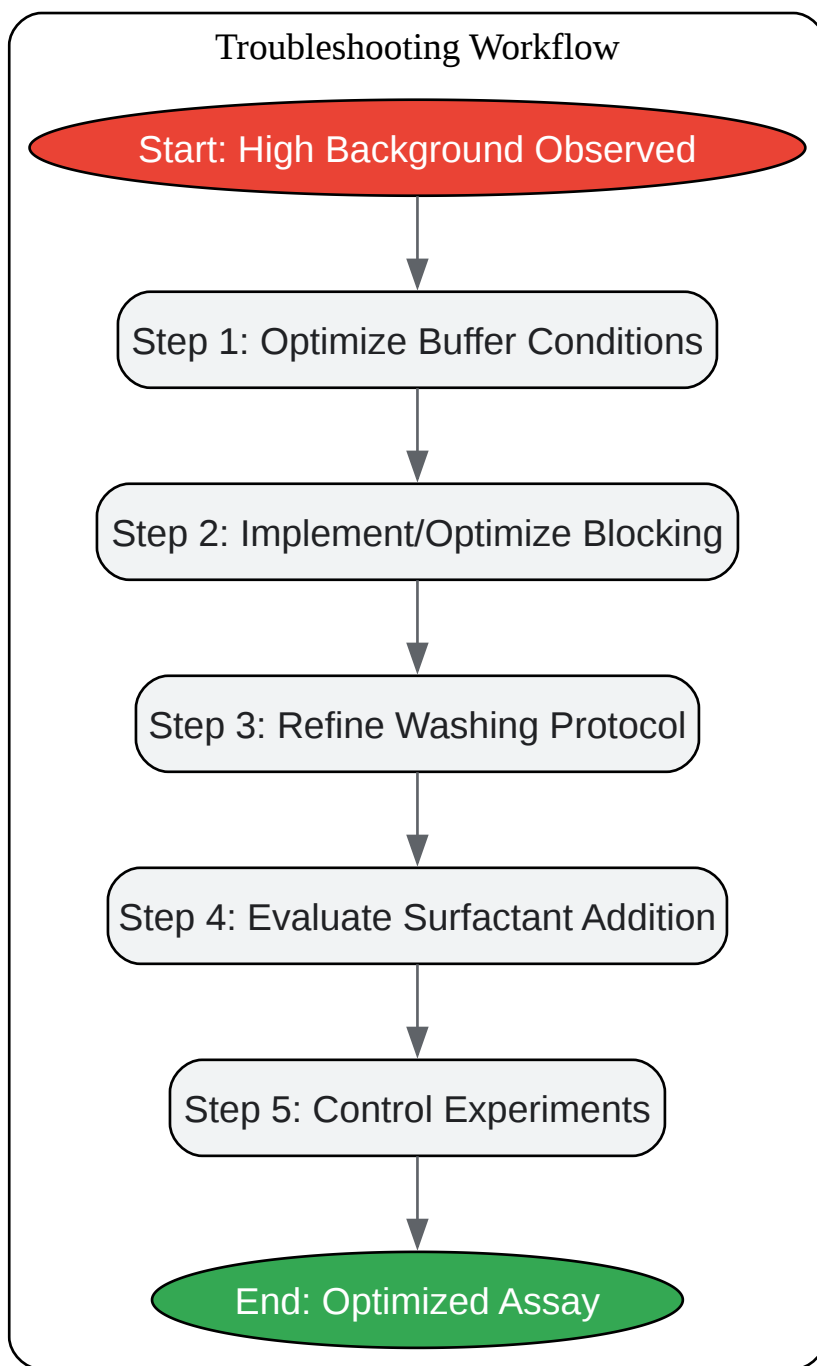 Troubleshooting Workflow
Start: High Background Observed
Step 1: Optimize Buffer Conditions
Step 2: Implement/Optimize Blocking
Step 3: Refine Washing Protocol
Step 4: Evaluate Surfactant Addition
Step 5: Control Experiments
End: Optimized Assay